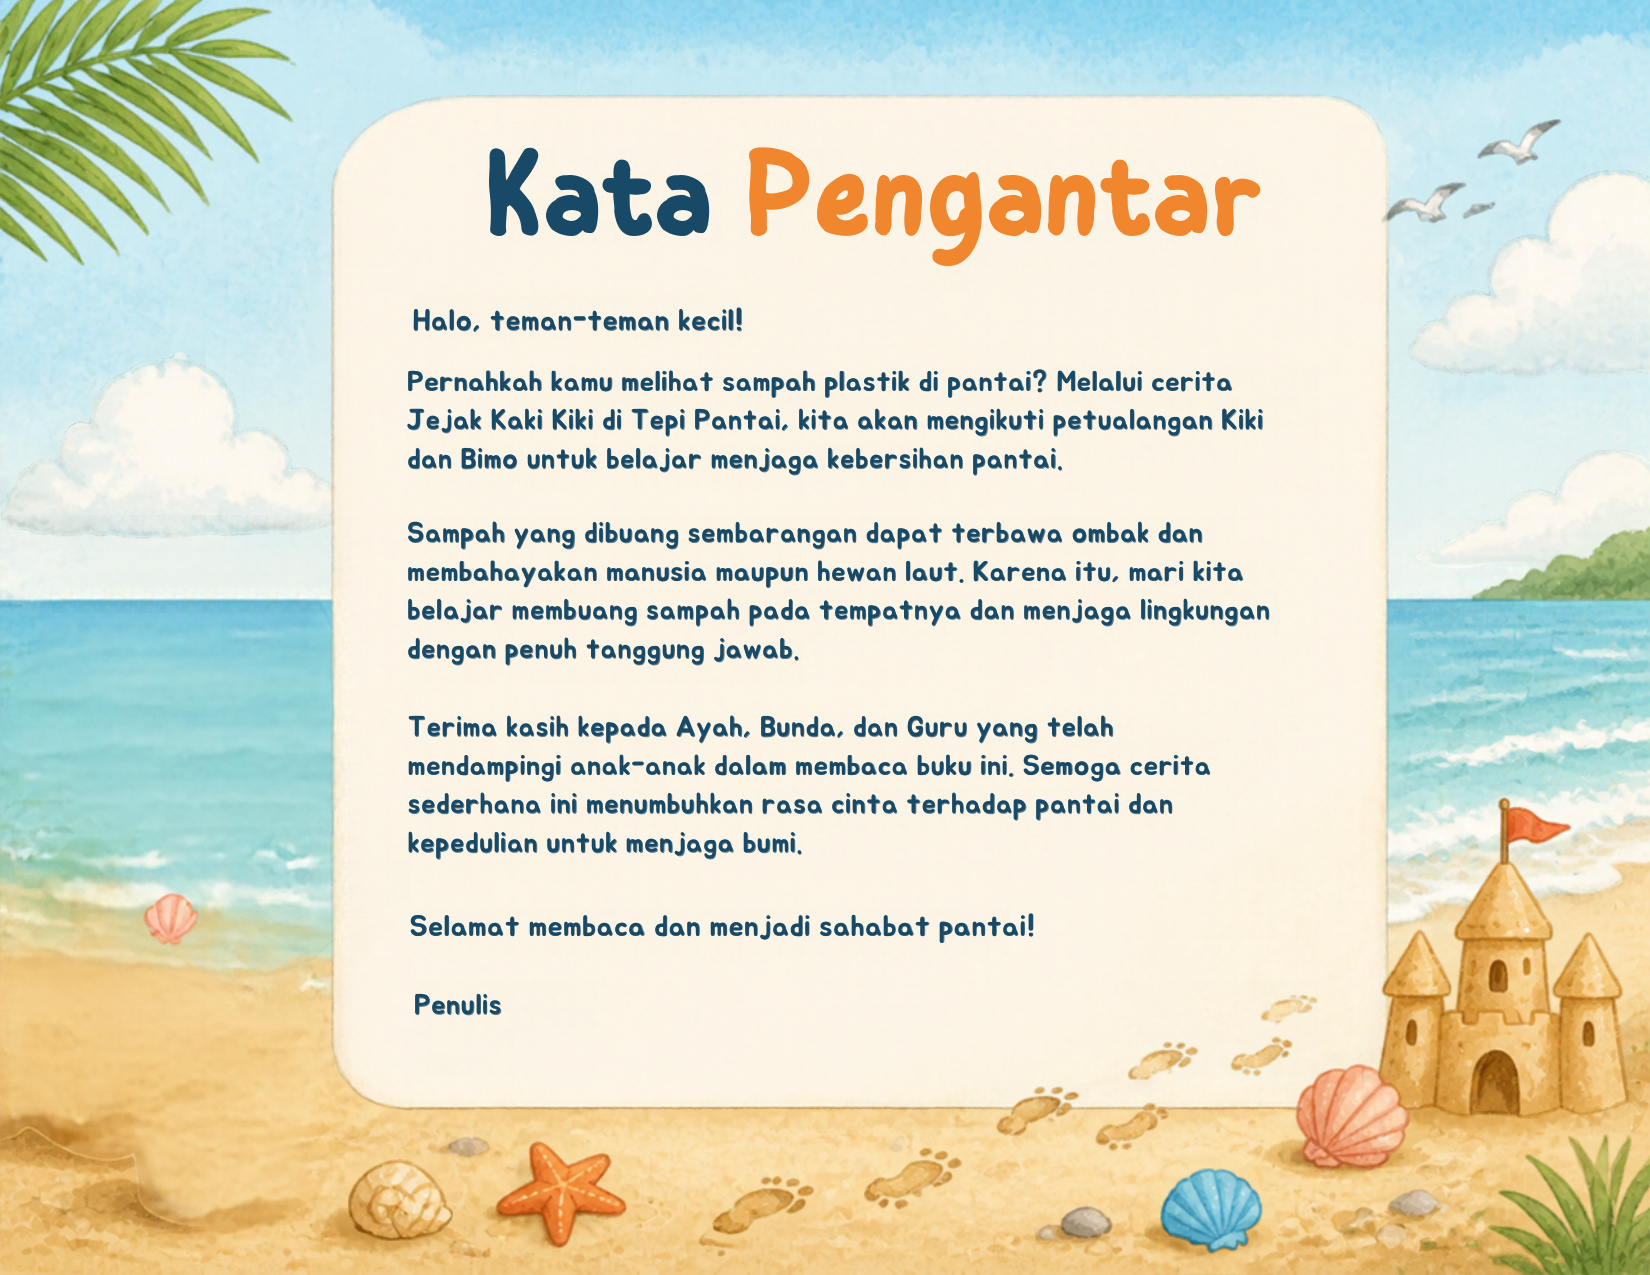 Kata Pengantar
Halo, teman-teman kecil!
Pernahkah kamu melihat sampah plastik di pantai? Melalui cerita
Jejak Kaki Kiki di Tepi Pantai, kita akan mengikuti petualangan Kiki
dan Bimo untuk belajar menjaga kebersihan pantai.
Sampah yang dibuang sembarangan dapat terbawa ombak dan
membahayakan manusia maupun hewan laut. Karena itu, mari kita
belajar membuang sampah pada tempatnya dan menjaga lingkungan
dengan penuh tanggung jawab.
Terima kasih kepada Ayah, Bunda, dan Guru yang telah
mendampingi anak-anak dalam membaca buku ini. Semoga cerita
sederhana ini menumbuhkan rasa cinta terhadap pantai dan
kepedulian untuk menjaga bumi.
Selamat membaca dan menjadi sahabat pantai!
Penulis